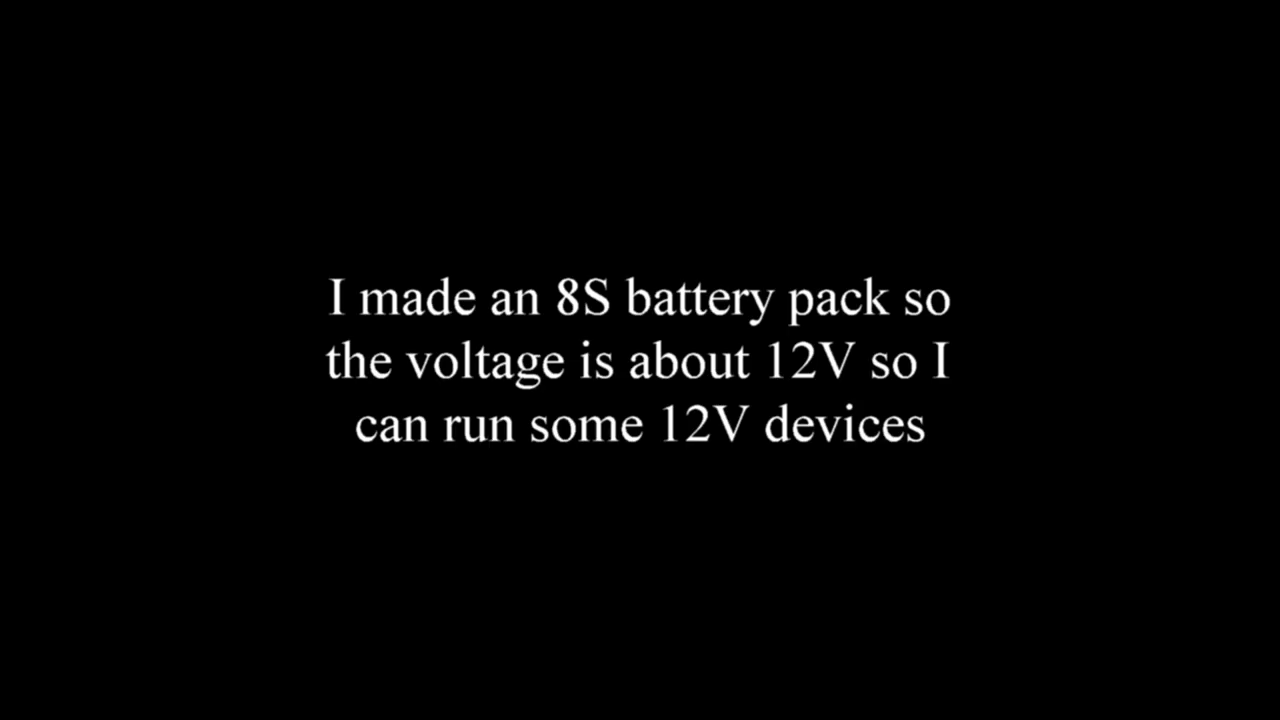 I made an 8S battery pack so
the voltage is about 12V so I
can run some 12V devices